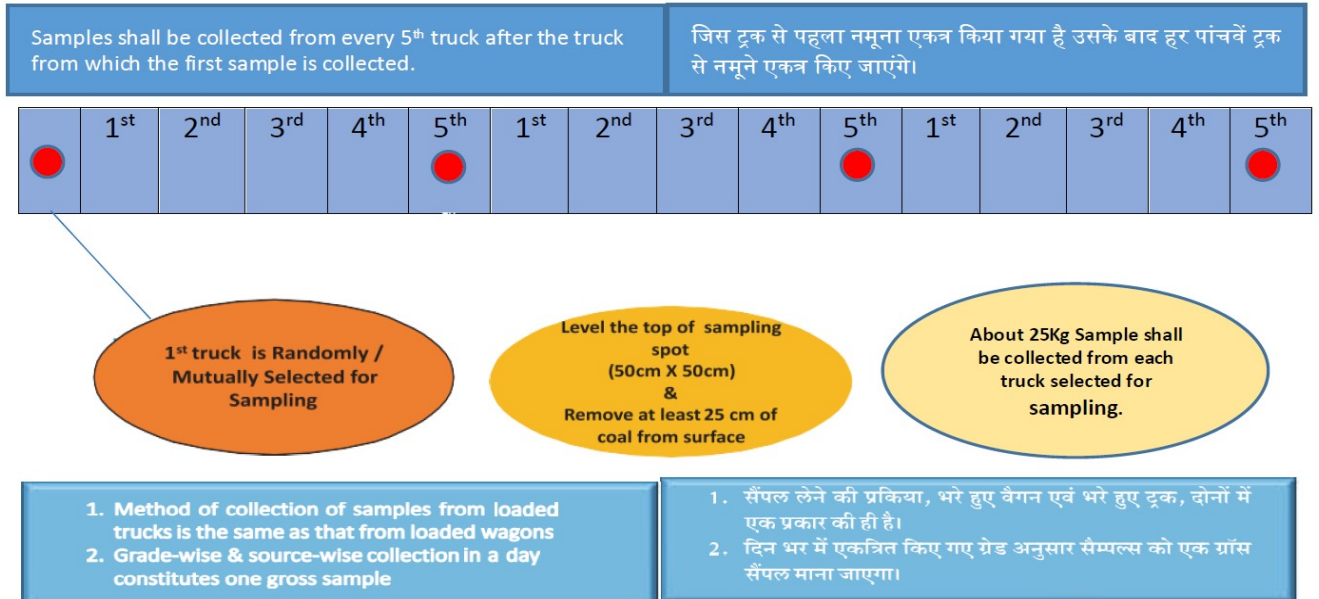 Samples shall be collected from every 5th truck after the truck
from which the first sample is collected.
जिस ट्रक से पहला नमूना एकत्र किया गया है उसके बाद हर पांचवें ट्रक
से नमूने एकत्र किए जाएंगे।
1st 2nd 3rd 4th 5th 1st 2nd 3rd 4th 5th 1st 2nd 3rd 4th 5th
1st truck is Randomly /
Mutually Selected for
Sampling
Level the top of sampling
spot
(50cm X 50cm)
&
Remove at least 25 cm of
coal from surface
About 25Kg Sample shall
be collected from each
truck selected for
sampling.
1. Method of collection of samples from loaded
trucks is the same as that from loaded wagons
2. Grade-wise & source-wise collection in a day
constitutes one gross sample
1. सैंपल लेने की प्रकिया, भरे हुए वैगन एवं भरे हुए ट्रक, दोनों में
एक प्रकार की ही है।
2. दिन भर में एकत्रित किए गए ग्रेड अनुसार सैम्पल्स को एक ग्रॉस
सैंपल माना जाएगा।